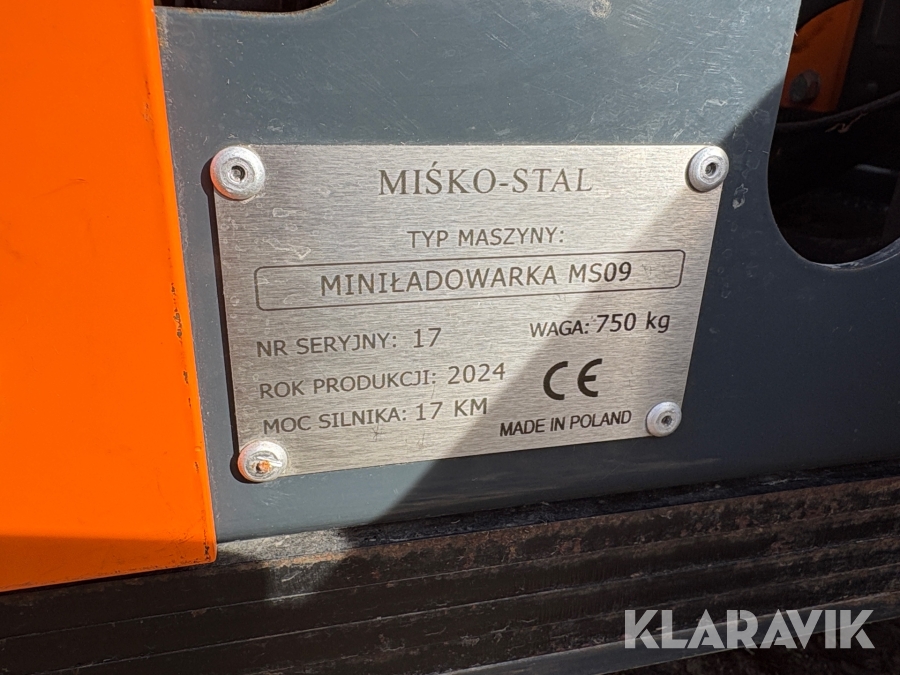 MIŚKO-STAL
TYP MASZYNY:
MINIŁADOWARKA MS09
NR SERYJNY: 17
WAGA: 750 kg
ROK PRODUKCJI: 2024
CE
MOC SILNIKA: 17 KM
MADE IN POLAND
KLARAVIK